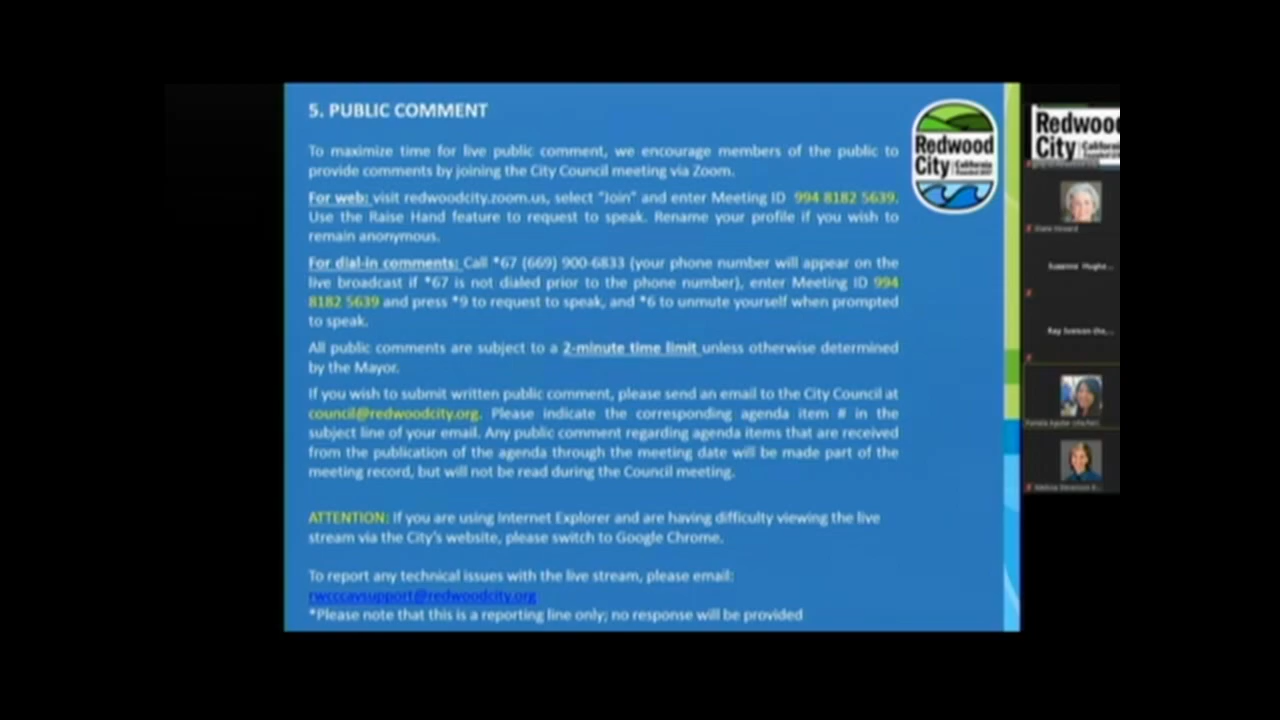 5. PUBLIC COMMENT
To maximize time for live public comment, we encourage members of the public to
provide comments by joining the City Council meeting via Zoom.
For web: visit redwoodcity.zoom.us, select “Join” and enter Meeting ID 994 8182 5639.
Use the Raise Hand feature to request to speak. Rename your profile if you wish to
remain anonymous.
For dial-in comments: Call *67 (669) 900-6833 (your phone number will appear on the
live broadcast if *67 is not dialed prior to the phone number), enter Meeting ID 994
8182 5639 and press *9 to request to speak, and *6 to unmute yourself when prompted
to speak.
All public comments are subject to a 2-minute time limit unless otherwise determined
by the Mayor.
If you wish to submit written public comment, please send an email to the City Council at
council@redwoodcity.org. Please indicate the corresponding agenda item # in the
subject line of your email. Any public comment regarding agenda items that are received
from the publication of the agenda through the meeting date will be made part of the
meeting record, but will not be read during the Council meeting.
ATTENTION: If you are using Internet Explorer and are having difficulty viewing the live
stream via the City’s website, please switch to Google Chrome.
To report any technical issues with the live stream, please email:
rwcccavsupport@redwoodcity.org
*Please note that this is a reporting line only; no response will be provided
Redwood
City California
Redwood
City California
Diane Howard